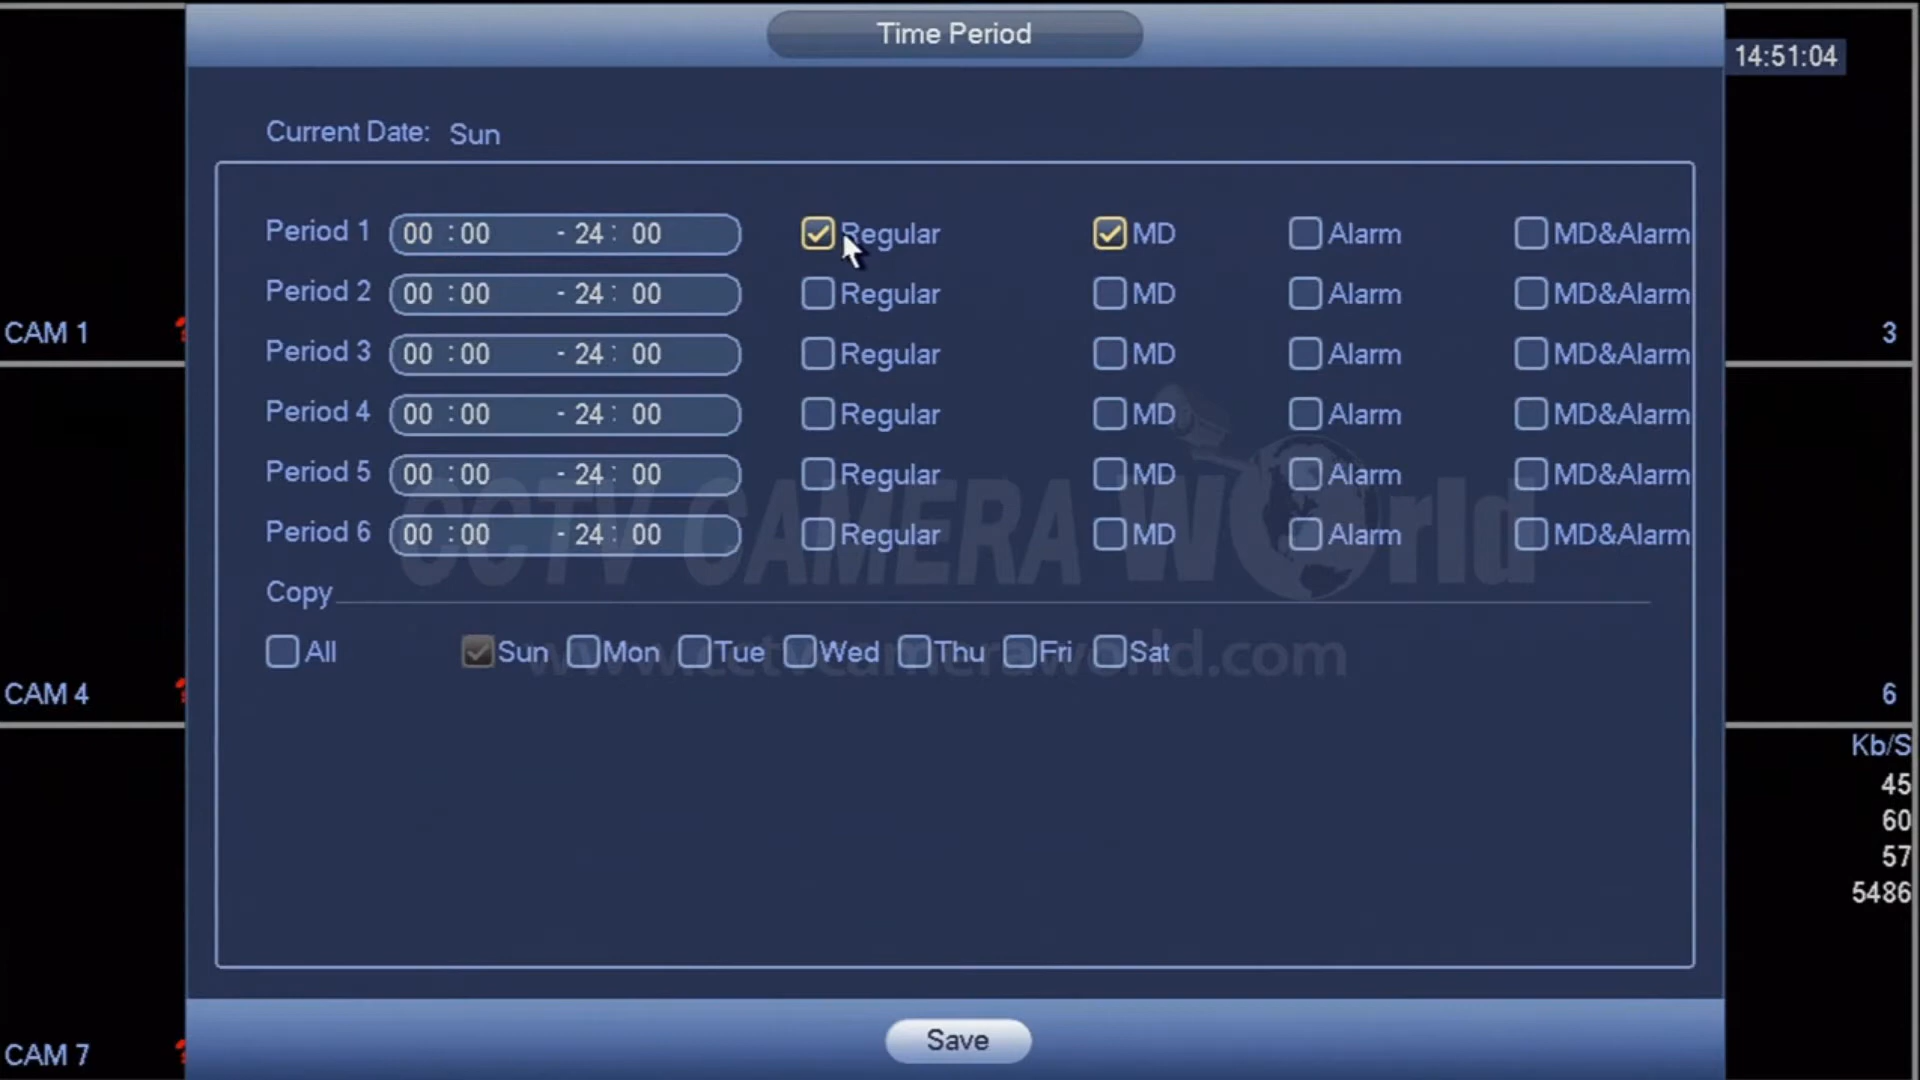 Time Period
14:51:04
Current Date: Sun
Period 1 00 : 00 - 24 : 00 Regular MD Alarm MD&Alarm
Period 2 00 : 00 - 24 : 00 Regular MD Alarm MD&Alarm
CAM 1 ?
3
Period 3 00 : 00 - 24 : 00 Regular MD Alarm MD&Alarm
Period 4 00 : 00 - 24 : 00 Regular MD Alarm MD&Alarm
Period 5 00 : 00 - 24 : 00 Regular MD Alarm MD&Alarm
Period 6 00 : 00 - 24 : 00 Regular MD Alarm MD&Alarm
CCTV CAMERA World
Copy
All Sun Mon Tue Wed Thu Fri Sat
www.cctvcameraworld.com
CAM 4 ?
6
Kb/S
45
60
57
5486
CAM 7 ?
Save